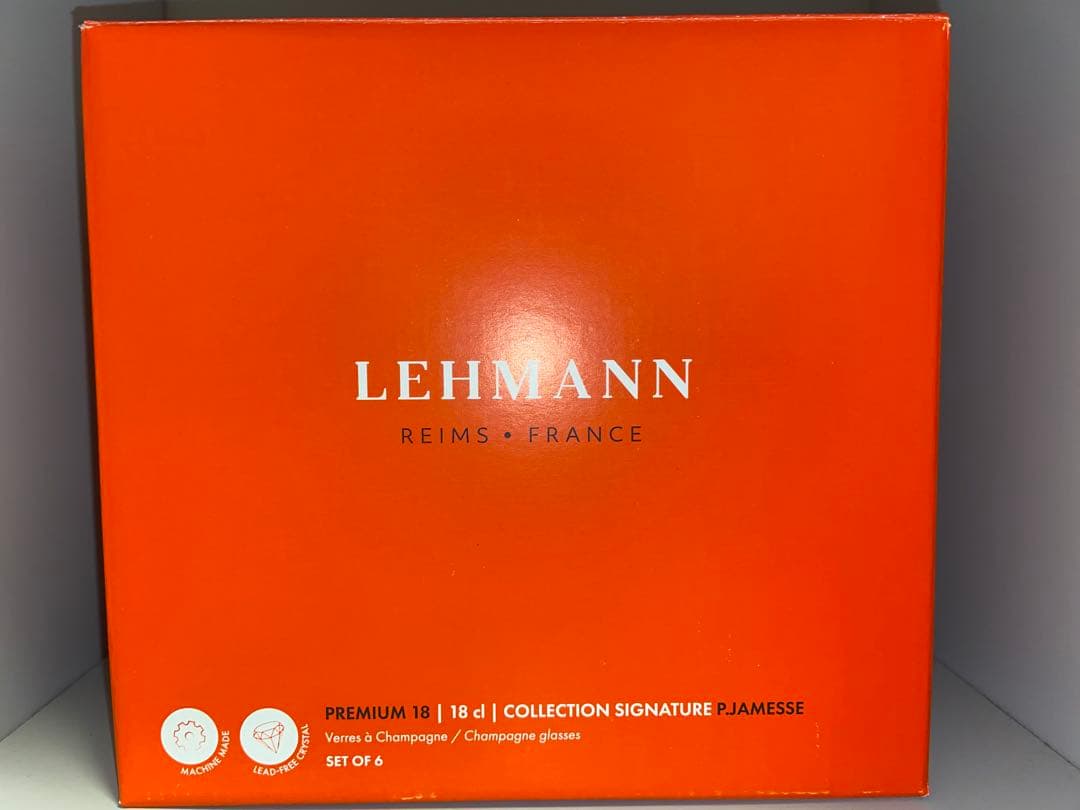 LEHMANN
REIMS • FRANCE
PREMIUM 18 | 18 cl | COLLECTION SIGNATURE P.JAMESSE
Verres à Champagne / Champagne glasses
SET OF 6
MACHINE MADE
LEAD-FREE CRYSTAL